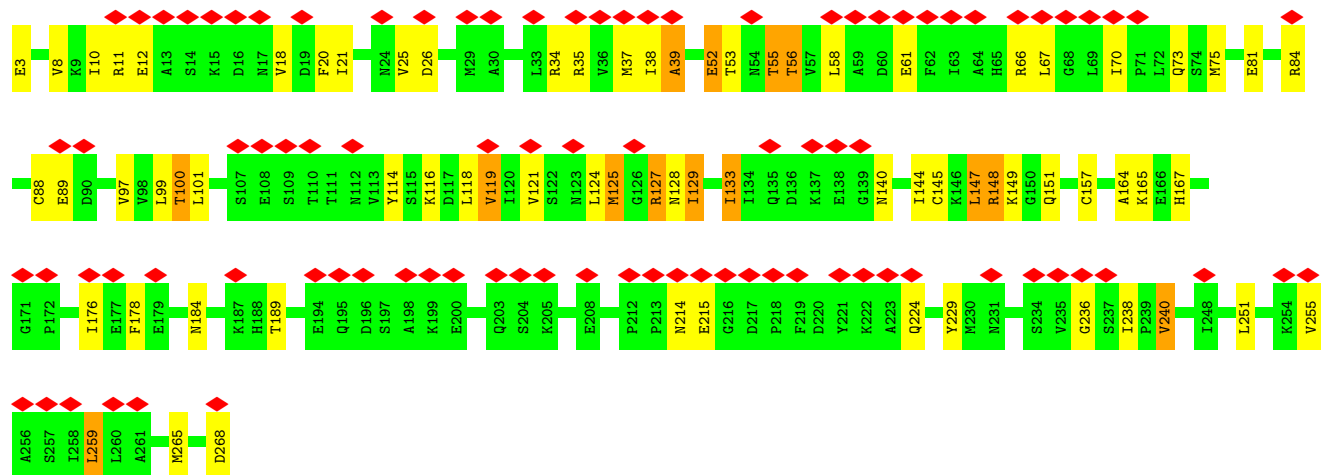 E3 V8 K9 I10 R11 E12 A13 S14 K15 D16 N17 V18 D19 F20 I21 N24 V25 D26 M29 A30 L33 R34 R35 V36 M37 I38 A39 E52 T53 N54 T55 T56 V57 L58 A59 D60 E61 F62 I63 A64 H65 R66 L67 G68 L69 I70 P71 L72 Q73 S74 M75 E81 R84
C88 E89 D90 V97 V98 L99 T100 L101 S107 E108 S109 T110 T111 N112 V113 Y114 S115 K116 D117 L118 V119 I120 V121 S122 N123 L124 M125 G126 R127 N128 I129 I133 I134 Q135 D136 K137 E138 G139 N140 I144 C145 K146 L147 R148 K149 G150 Q151 C157 A164 K165 E166 H167
G171 P172 I176 E177 F178 E179 N184 K187 H188 T189 E194 Q195 D196 S197 A198 K199 E200 Q203 S204 K205 E208 P212 P213 N214 E215 G216 D217 P218 F219 D220 Y221 K222 A223 Q224 Y229 M230 N231 S234 V235 G236 S237 I238 P239 V240 I248 L251 K254 V255
A256 S257 I258 L259 L260 A261 M265 D268